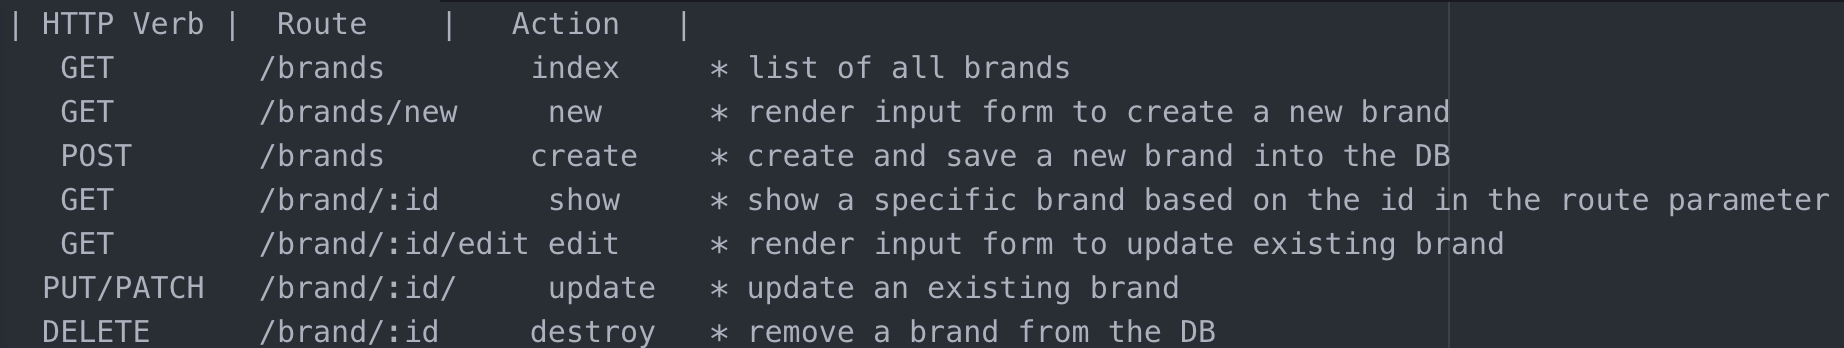 | HTTP Verb |  Route    |   Action   |
   GET        /brands        index     * list of all brands
   GET        /brands/new     new      * render input form to create a new brand
   POST       /brands        create    * create and save a new brand into the DB
   GET        /brand/:id      show     * show a specific brand based on the id in the route parameter
   GET        /brand/:id/edit edit     * render input form to update existing brand
  PUT/PATCH   /brand/:id/     update   * update an existing brand
  DELETE      /brand/:id     destroy   * remove a brand from the DB